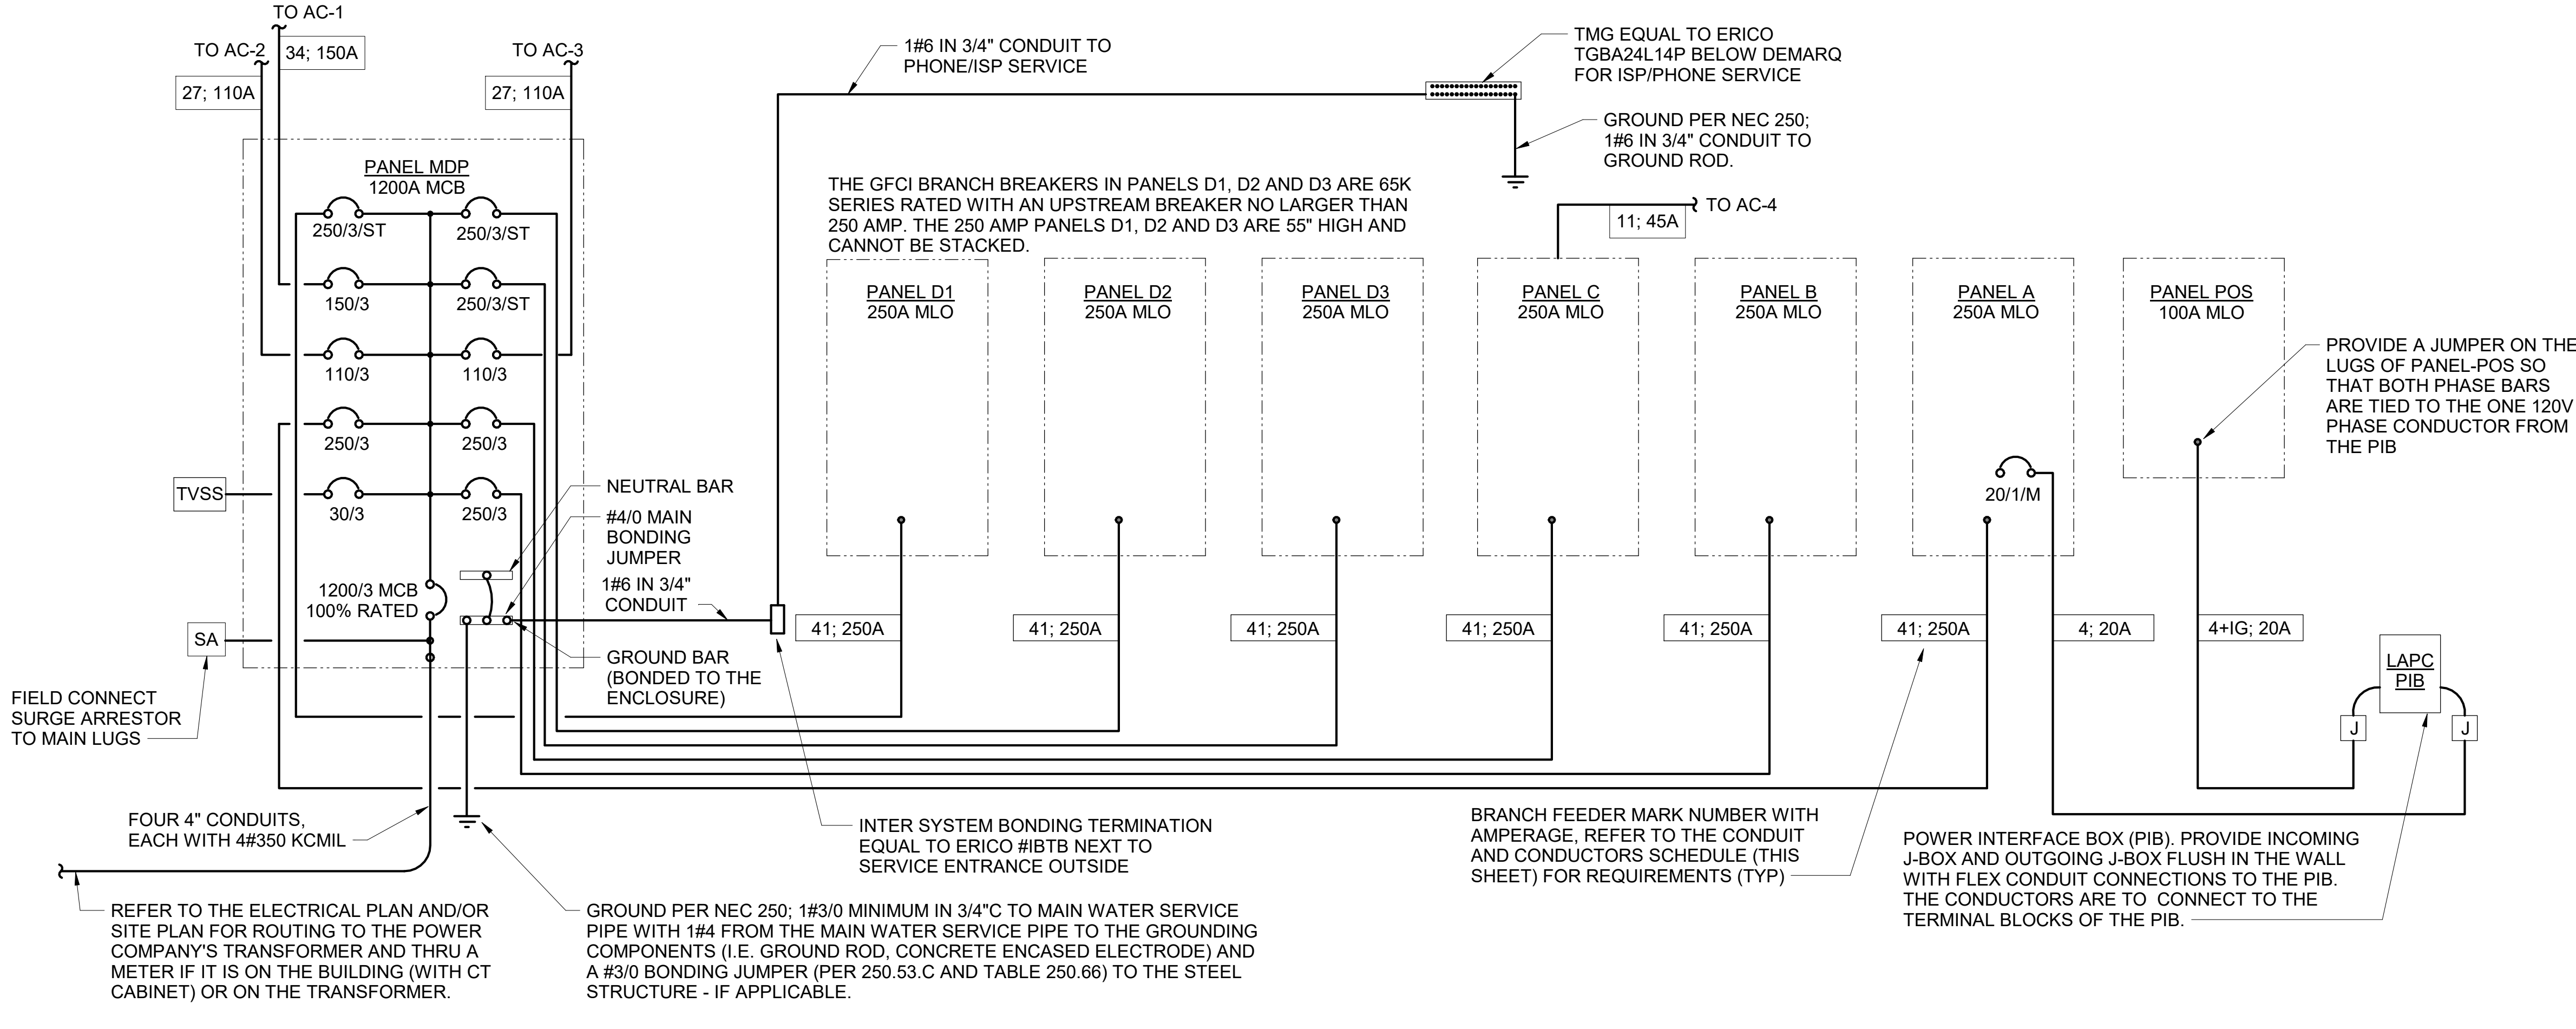 TO AC-1
34; 150A
TO AC-2
27; 110A
TO AC-3
27; 110A
PANEL MDP
1200A MCB
250/3/ST
250/3/ST
150/3
250/3/ST
110/3
110/3
250/3
250/3
TVSS
30/3
250/3
1200/3 MCB
100% RATED
SA
FIELD CONNECT
SURGE ARRESTOR
TO MAIN LUGS
NEUTRAL BAR
#4/0 MAIN
BONDING
JUMPER
1#6 IN 3/4"
CONDUIT
GROUND BAR
(BONDED TO THE
ENCLOSURE)
FOUR 4" CONDUITS,
EACH WITH 4#350 KCMIL
REFER TO THE ELECTRICAL PLAN AND/OR
SITE PLAN FOR ROUTING TO THE POWER
COMPANY'S TRANSFORMER AND THRU A
METER IF IT IS ON THE BUILDING (WITH CT
CABINET) OR ON THE TRANSFORMER.
GROUND PER NEC 250; 1#3/0 MINIMUM IN 3/4"C TO MAIN WATER SERVICE
PIPE WITH 1#4 FROM THE MAIN WATER SERVICE PIPE TO THE GROUNDING
COMPONENTS (I.E. GROUND ROD, CONCRETE ENCASED ELECTRODE) AND
A #3/0 BONDING JUMPER (PER 250.53.C AND TABLE 250.66) TO THE STEEL
STRUCTURE - IF APPLICABLE.
INTER SYSTEM BONDING TERMINATION
EQUAL TO ERICO #IBTB NEXT TO
SERVICE ENTRANCE OUTSIDE
1#6 IN 3/4" CONDUIT TO
PHONE/ISP SERVICE
TMG EQUAL TO ERICO
TGBA24L14P BELOW DEMARQ
FOR ISP/PHONE SERVICE
GROUND PER NEC 250;
1#6 IN 3/4" CONDUIT TO
GROUND ROD.
THE GFCI BRANCH BREAKERS IN PANELS D1, D2 AND D3 ARE 65K
SERIES RATED WITH AN UPSTREAM BREAKER NO LARGER THAN
250 AMP. THE 250 AMP PANELS D1, D2 AND D3 ARE 55" HIGH AND
CANNOT BE STACKED.
TO AC-4
11; 45A
PANEL D1
250A MLO
PANEL D2
250A MLO
PANEL D3
250A MLO
PANEL C
250A MLO
PANEL B
250A MLO
PANEL A
250A MLO
PANEL POS
100A MLO
20/1/M
PROVIDE A JUMPER ON THE
LUGS OF PANEL-POS SO
THAT BOTH PHASE BARS
ARE TIED TO THE ONE 120V
PHASE CONDUCTOR FROM
THE PIB
41; 250A
41; 250A
41; 250A
41; 250A
41; 250A
41; 250A
4; 20A
4+IG; 20A
LAPC
PIB
J
J
BRANCH FEEDER MARK NUMBER WITH
AMPERAGE, REFER TO THE CONDUIT
AND CONDUCTORS SCHEDULE (THIS
SHEET) FOR REQUIREMENTS (TYP)
POWER INTERFACE BOX (PIB). PROVIDE INCOMING
J-BOX AND OUTGOING J-BOX FLUSH IN THE WALL
WITH FLEX CONDUIT CONNECTIONS TO THE PIB.
THE CONDUCTORS ARE TO CONNECT TO THE
TERMINAL BLOCKS OF THE PIB.